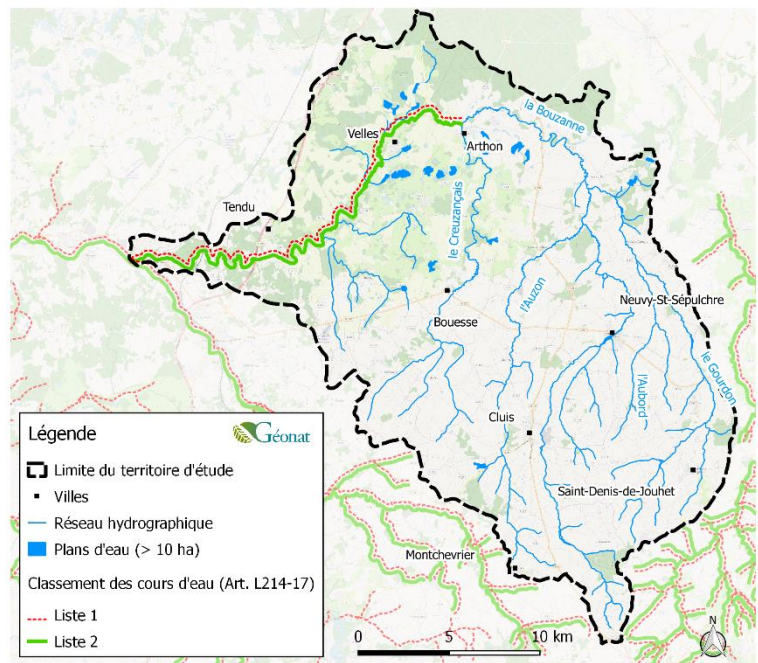 la Bouzanne
Velles
Arthon
Tendu
le Creuzançais
l'Auzon
Neuvy-St-Sépulchre
Bouesse
l'Aubord
le Gourdon
Cluis
Saint-Denis-de-Jouhet
Montchevrier
Légende
Géonat
Limite du territoire d'étude
Villes
Réseau hydrographique
Plans d'eau (> 10 ha)
Classement des cours d'eau (Art. L214-17)
Liste 1
Liste 2
0 5 10 km
N